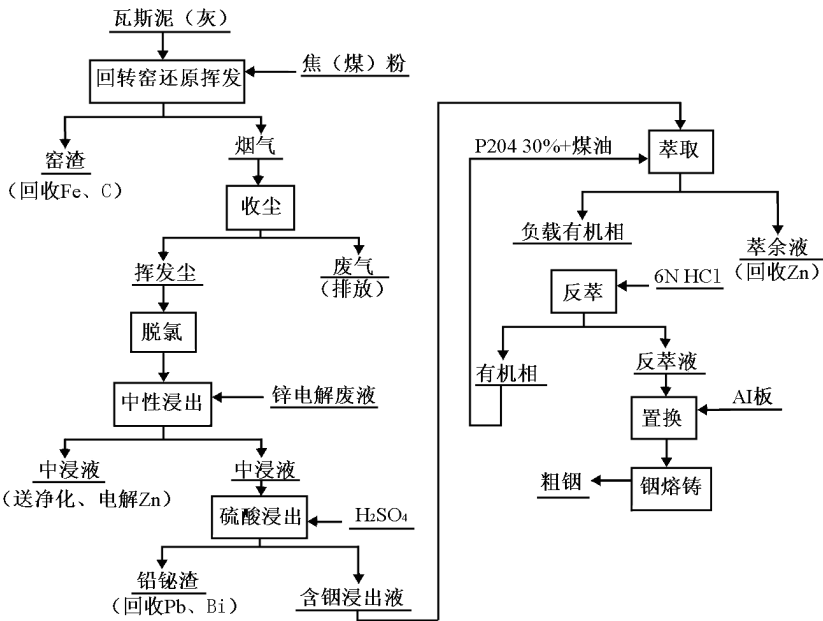 瓦斯泥（灰）
回转窑还原挥发
焦（煤）粉
窑渣
（回收Fe、C）
烟气
收尘
挥发尘
废气
（排放）
脱氯
中性浸出
锌电解废液
中浸液
（送净化、电解Zn）
中浸液
硫酸浸出
H₂SO₄
铅铋渣
（回收Pb、Bi）
含铟浸出液
P204 30%+煤油
萃取
负载有机相
萃余液
（回收Zn）
反萃
6N HCl
有机相
反萃液
置换
AI板
粗铟
铟熔铸